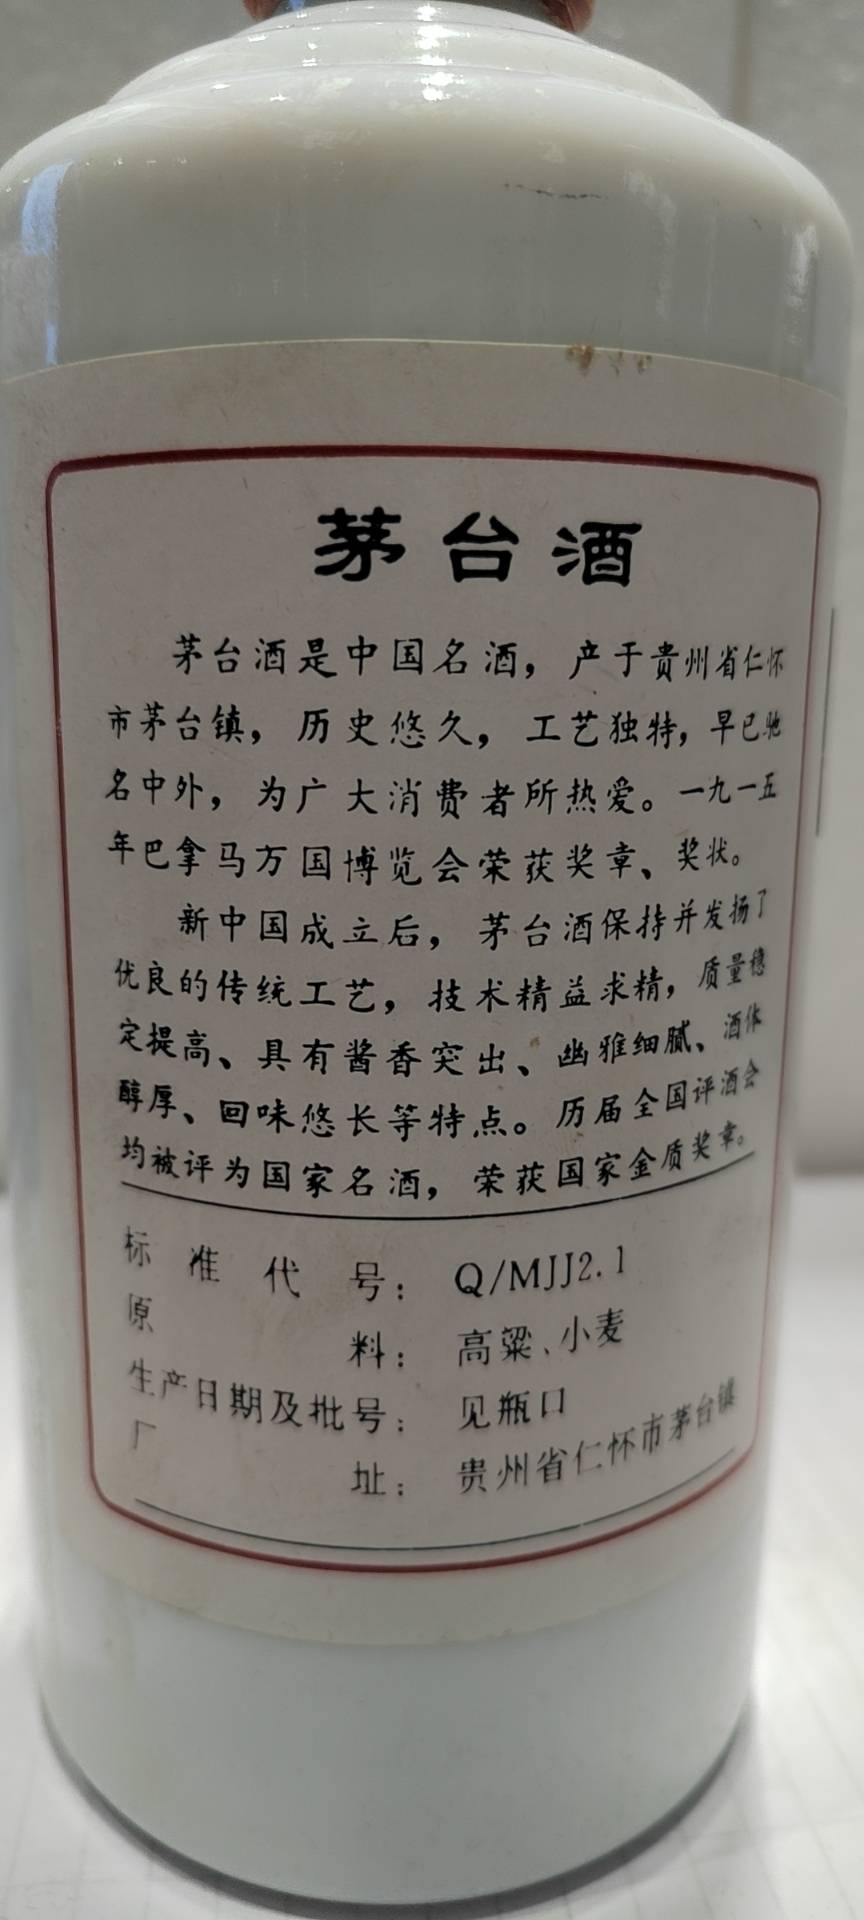 茅台酒
茅台酒是中国名酒，产于贵州省仁怀
市茅台镇，历史悠久，工艺独特，早已驰
名中外，为广大消费者所热爱。一九一五
年巴拿马万国博览会荣获奖章、奖状。
新中国成立后，茅台酒保持并发扬了
优良的传统工艺，技术精益求精，质量稳
定提高、具有酱香突出、幽雅细腻、酒体
醇厚、回味悠长等特点。历届全国评酒会
均被评为国家名酒，荣获国家金质奖章。
标准代号：Q/MJJ2.1
原料：高粱、小麦
生产日期及批号：见瓶口
厂址：贵州省仁怀市茅台镇